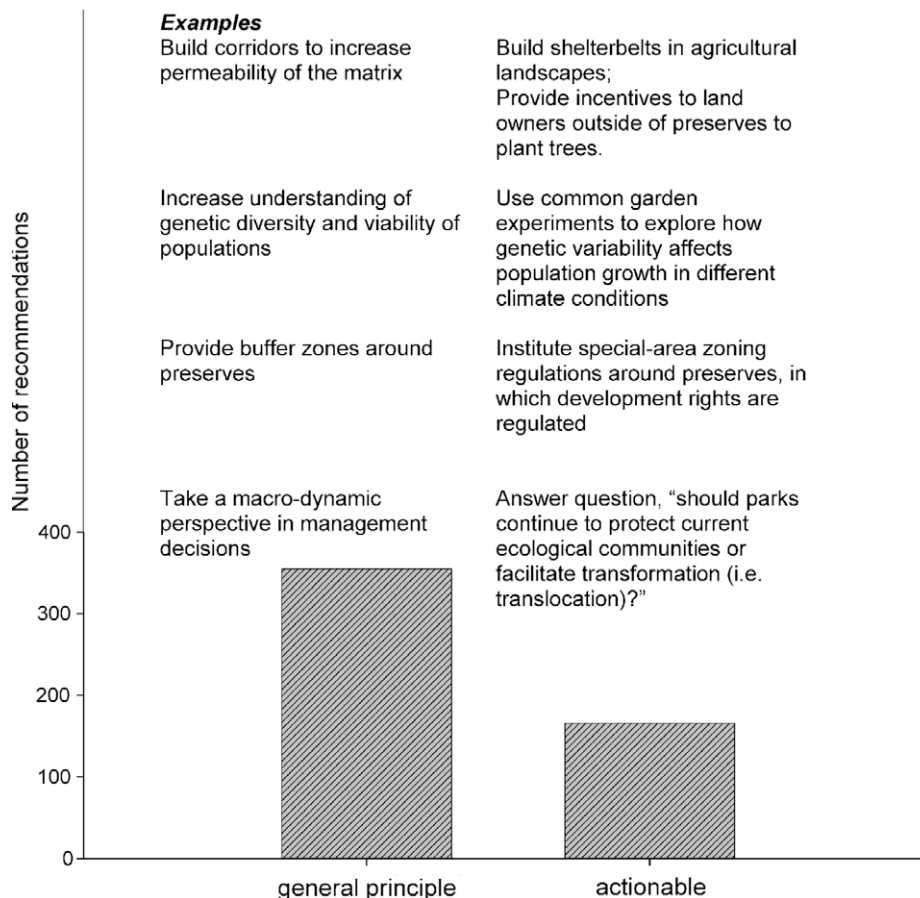 Examples
Build corridors to increase
permeability of the matrix
Build shelterbelts in agricultural
landscapes;
Provide incentives to land
owners outside of preserves to
plant trees.
Increase understanding of
genetic diversity and viability of
populations
Use common garden
experiments to explore how
genetic variability affects
population growth in different
climate conditions
Provide buffer zones around
preserves
Institute special-area zoning
regulations around preserves, in
which development rights are
regulated
Take a macro-dynamic
perspective in management
decisions
Answer question, “should parks
continue to protect current
ecological communities or
facilitate transformation (i.e.
translocation)?”
Number of recommendations
400
300
200
100
0
general principle
actionable